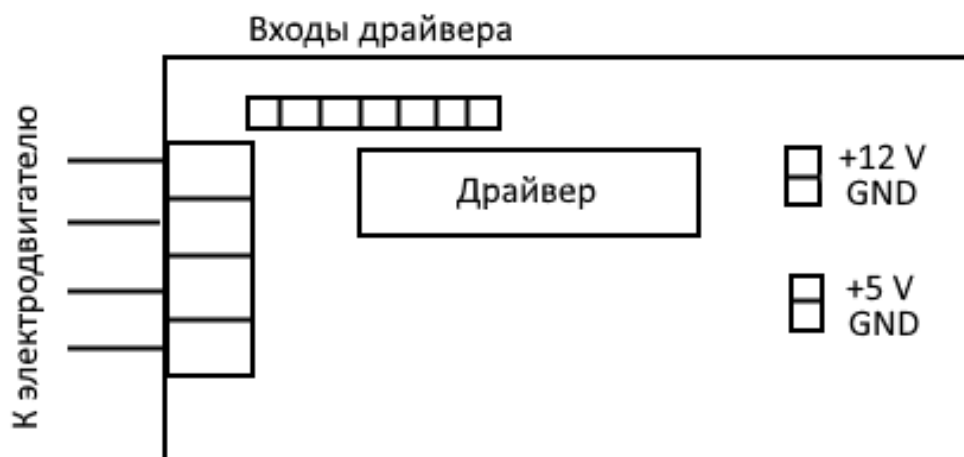 Входы драйвера
К электродвигателю
Драйвер
+12 V
GND
+5 V
GND